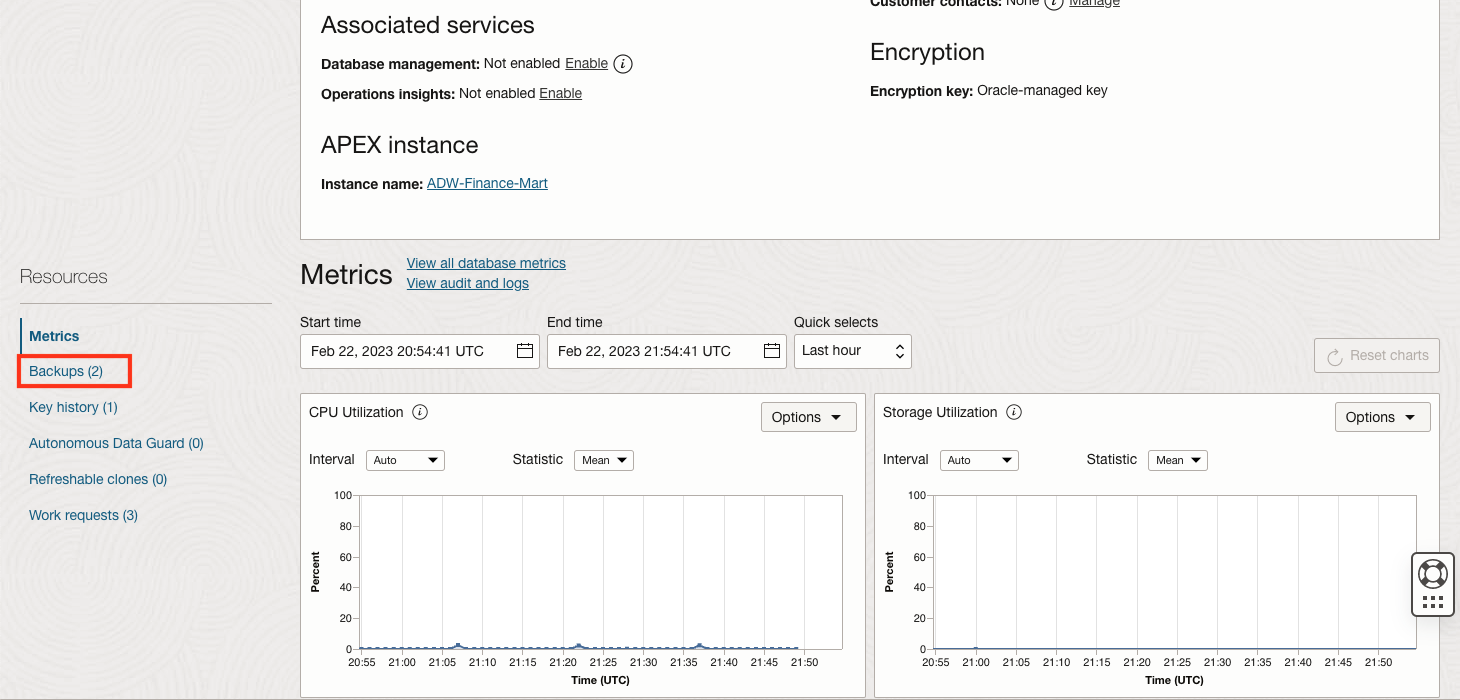 Customer contacts: None i Manage
Associated services
Database management: Not enabled Enable i
Operations insights: Not enabled Enable
Encryption
Encryption key: Oracle-managed key
APEX instance
Instance name: ADW-Finance-Mart
Resources
Metrics
Backups (2)
Key history (1)
Autonomous Data Guard (0)
Refreshable clones (0)
Work requests (3)
Metrics
View all database metrics
View audit and logs
Start time
Feb 22, 2023 20:54:41 UTC
End time
Feb 22, 2023 21:54:41 UTC
Quick selects
Last hour
Reset charts
CPU Utilization i
Options
Interval Auto Statistic Mean
100
80
60
40
20
0
Percent
20:55 21:00 21:05 21:10 21:15 21:20 21:25 21:30 21:35 21:40 21:45 21:50
Time (UTC)
Storage Utilization i
Options
Interval Auto Statistic Mean
100
80
60
40
20
0
Percent
20:55 21:00 21:05 21:10 21:15 21:20 21:25 21:30 21:35 21:40 21:45 21:50
Time (UTC)